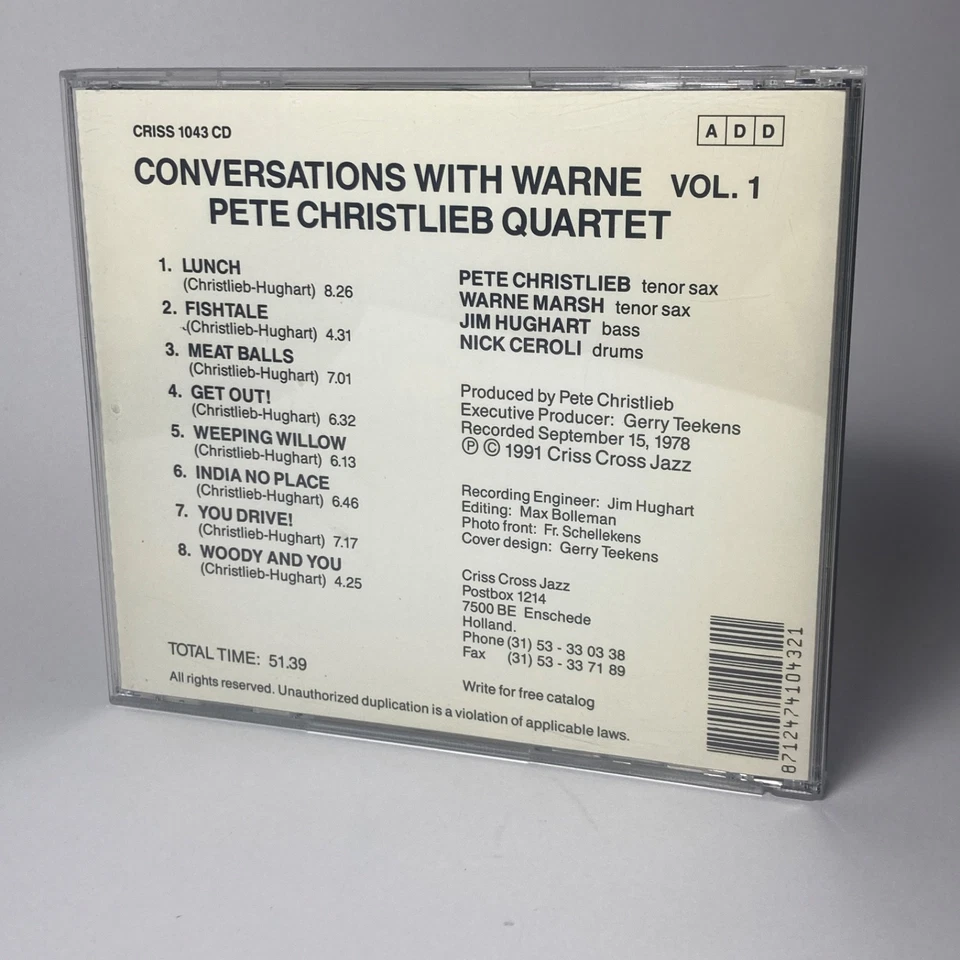 CRISS 1043 CD
A D D
CONVERSATIONS WITH WARNE VOL. 1
PETE CHRISTLIEB QUARTET
1. LUNCH
(Christlieb-Hughart) 8.26
2. FISHTALE
(Christlieb-Hughart) 4.31
3. MEAT BALLS
(Christlieb-Hughart) 7.01
4. GET OUT!
(Christlieb-Hughart) 6.32
5. WEEPING WILLOW
(Christlieb-Hughart) 6.13
6. INDIA NO PLACE
(Christlieb-Hughart) 6.46
7. YOU DRIVE!
(Christlieb-Hughart) 7.17
8. WOODY AND YOU
(Christlieb-Hughart) 4.25
TOTAL TIME: 51.39
PETE CHRISTLIEB tenor sax
WARNE MARSH tenor sax
JIM HUGHART bass
NICK CEROLI drums
Produced by Pete Christlieb
Executive Producer: Gerry Teekens
Recorded September 15, 1978
Ⓟ © 1991 Criss Cross Jazz
Recording Engineer: Jim Hughart
Editing: Max Bolleman
Photo front: Fr. Schellekens
Cover design: Gerry Teekens
Criss Cross Jazz
Postbox 1214
7500 BE Enschede
Holland.
Phone (31) 53 - 33 03 38
Fax (31) 53 - 33 71 89
Write for free catalog
All rights reserved. Unauthorized duplication is a violation of applicable laws.
8712474104321